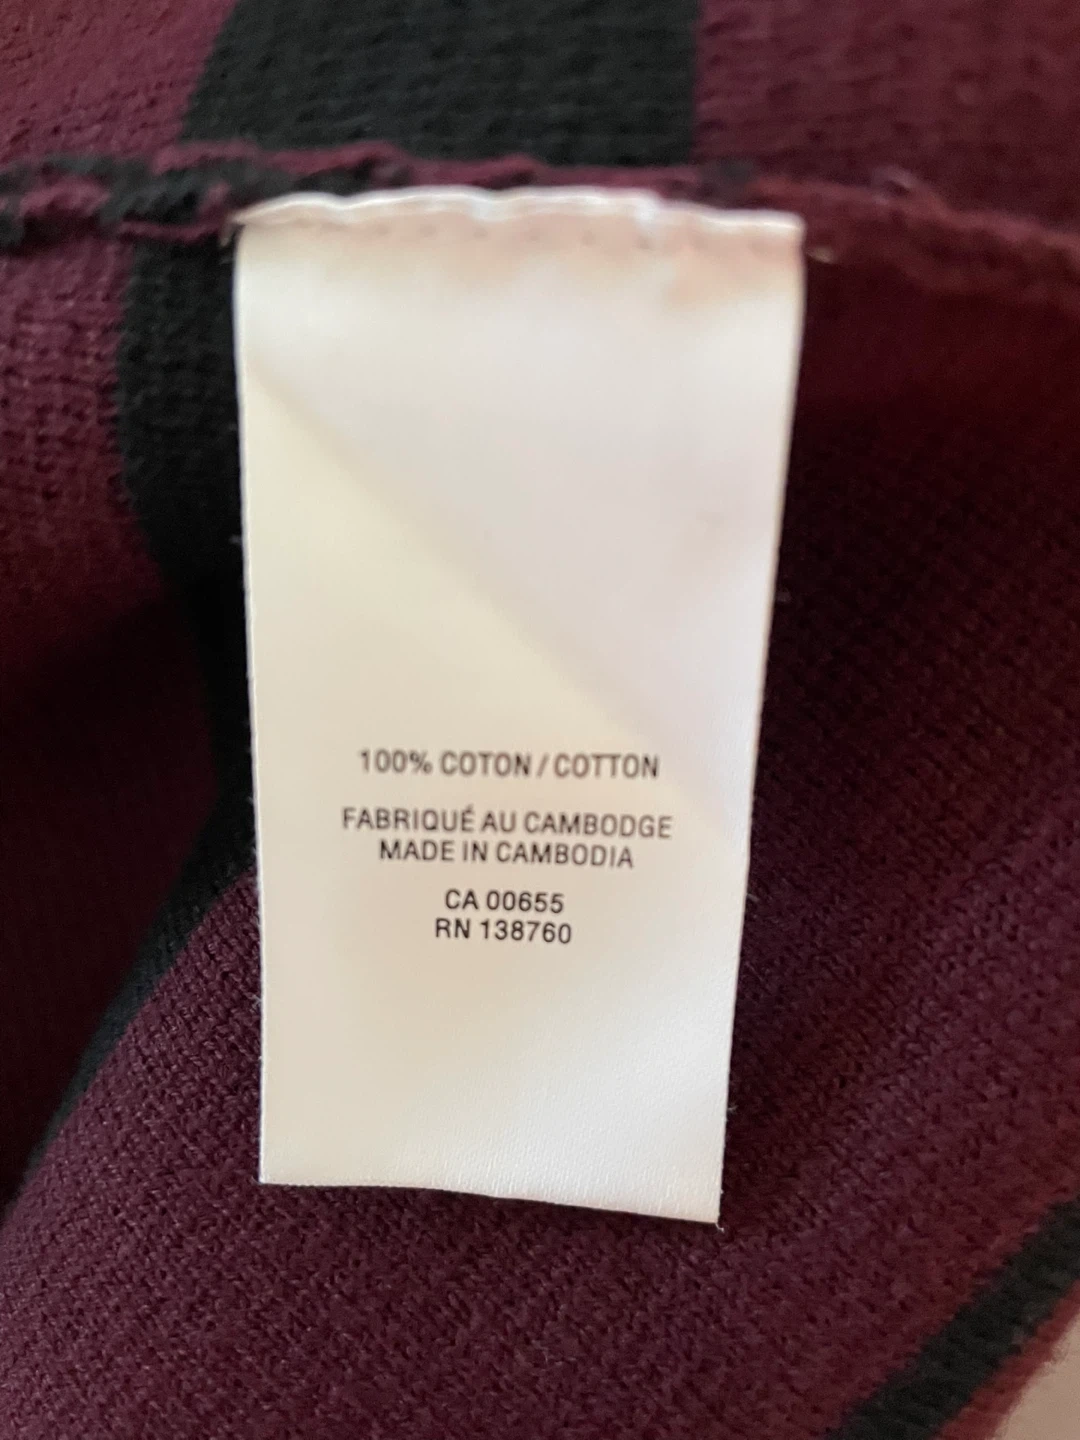 100% COTON / COTTON
FABRIQUÉ AU CAMBODGE
MADE IN CAMBODIA
CA 00655
RN 138760